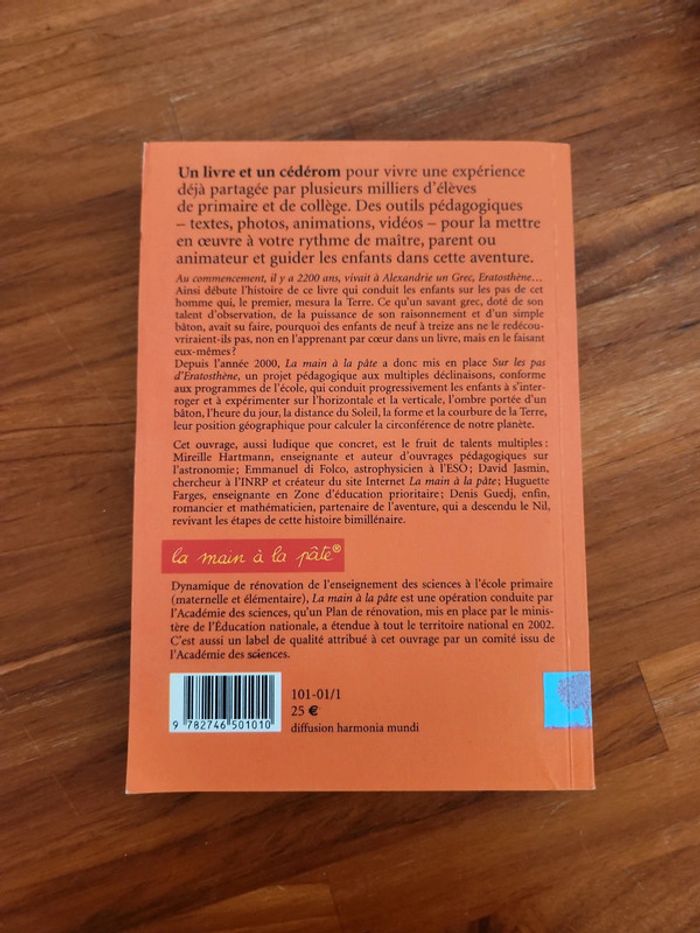 Un livre et un cédérom pour vivre une expérience
déjà partagée par plusieurs milliers d'élèves
de primaire et de collège. Des outils pédagogiques
– textes, photos, animations, vidéos – pour la mettre
en œuvre à votre rythme de maître, parent ou
animateur et guider les enfants dans cette aventure.
Au commencement, il y a 2200 ans, vivait à Alexandrie un Grec, Eratosthène…
Ainsi débute l'histoire de ce livre qui conduit les enfants sur les pas de cet
homme qui, le premier, mesura la Terre. Ce qu'un savant grec, doté de son
talent d'observation, de la puissance de son raisonnement et d'un simple
bâton, avait su faire, pourquoi des enfants de neuf à treize ans ne le redécou-
vriraient-ils pas, non en l'apprenant par cœur dans un livre, mais en le faisant
eux-mêmes ?
Depuis l'année 2000, La main à la pâte a donc mis en place Sur les pas
d'Eratosthène, un projet pédagogique aux multiples déclinaisons, conforme
aux programmes de l'école, qui conduit progressivement les enfants à s'inter-
roger et à expérimenter sur l'horizontale et la verticale, l'ombre portée d'un
bâton, l'heure du jour, la distance du Soleil, la forme et la courbure de la Terre,
leur position géographique pour calculer la circonférence de notre planète.
Cet ouvrage, aussi ludique que concret, est le fruit de talents multiples :
Mireille Hartmann, enseignante et auteur d'ouvrages pédagogiques sur
l'astronomie ; Emmanuel di Folco, astrophysicien à l'ESO ; David Jasmin,
chercheur à l'INRP et créateur du site Internet La main à la pâte ; Huguette
Farges, enseignante en Zone d'éducation prioritaire ; Denis Guedj, enfin,
romancier et mathématicien, partenaire de l'aventure, qui a descendu le Nil,
revivant les étapes de cette histoire bimillénaire.
la main à la pâte®
Dynamique de rénovation de l'enseignement des sciences à l'école primaire
(maternelle et élémentaire), La main à la pâte est une opération conduite par
l'Académie des sciences, qu'un Plan de rénovation, mis en place par le minis-
tère de l'Éducation nationale, a étendue à tout le territoire national en 2002.
C'est aussi un label de qualité attribué à cet ouvrage par un comité issu de
l'Académie des sciences.
101-01/1
25 €
diffusion harmonia mundi
9 782746 501010